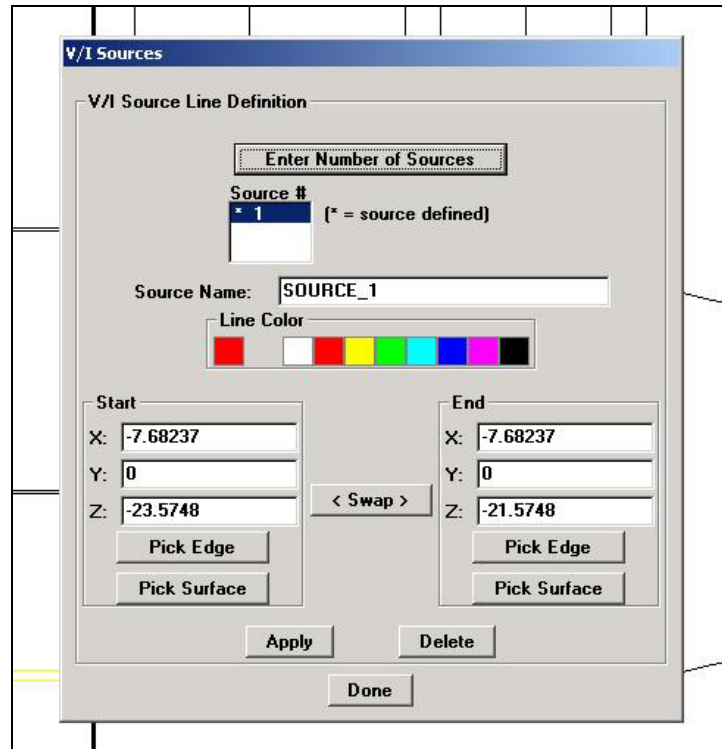 V/I Sources
V/I Source Line Definition
Enter Number of Sources
Source #
* 1
(* = source defined)
Source Name: SOURCE_1
Line Color
Start
X: -7.68237
Y: 0
Z: -23.5748
Pick Edge
Pick Surface
< Swap >
End
X: -7.68237
Y: 0
Z: -21.5748
Pick Edge
Pick Surface
Apply
Delete
Done